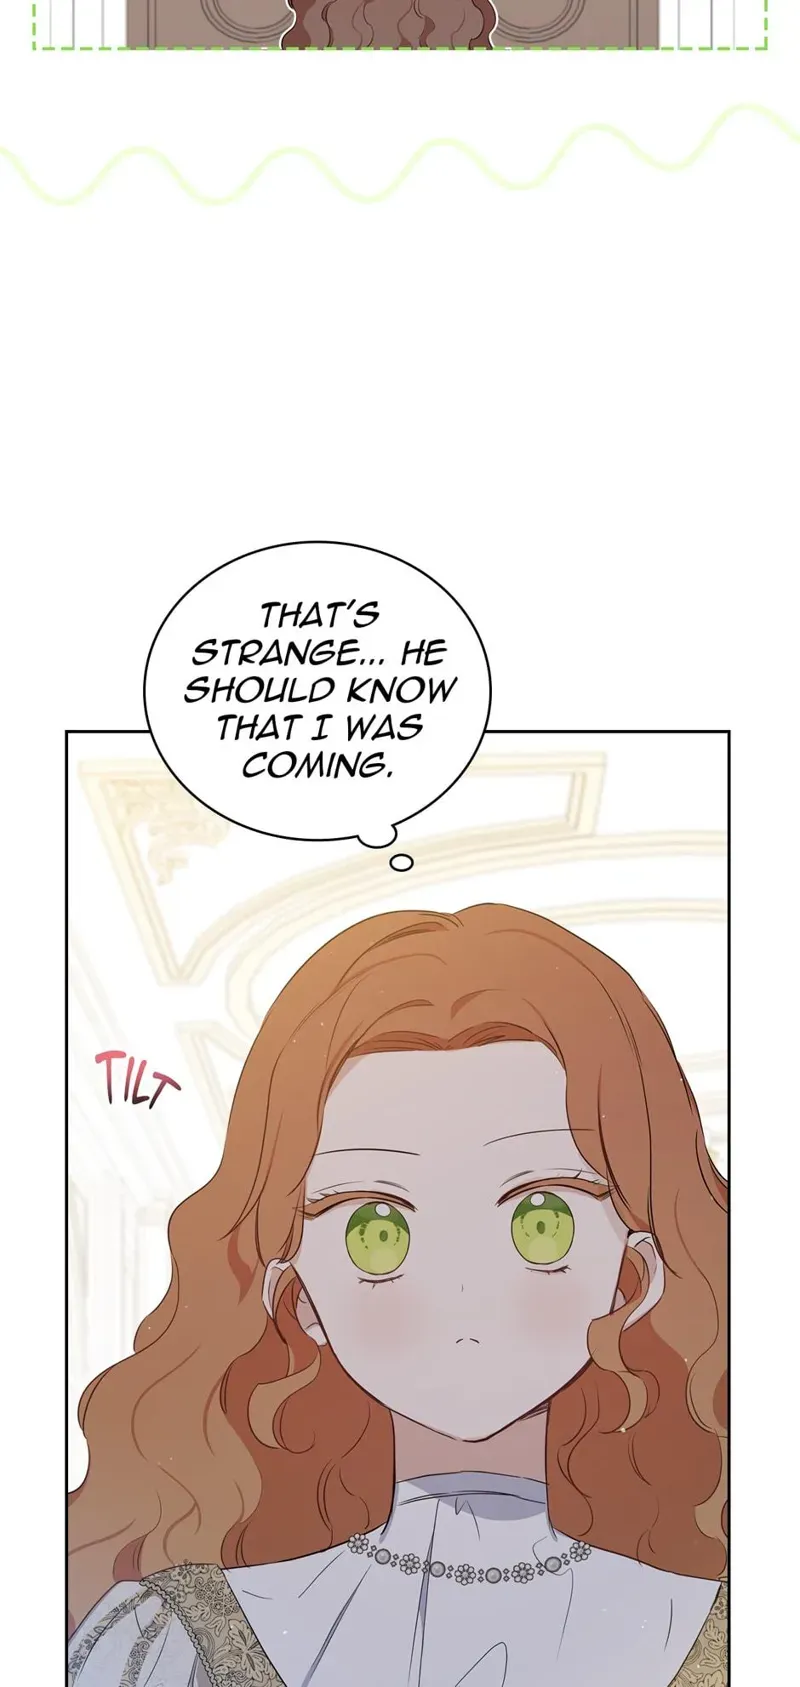 THAT'S
STRANGE... HE
SHOULD KNOW
THAT I WAS
COMING.
TILT